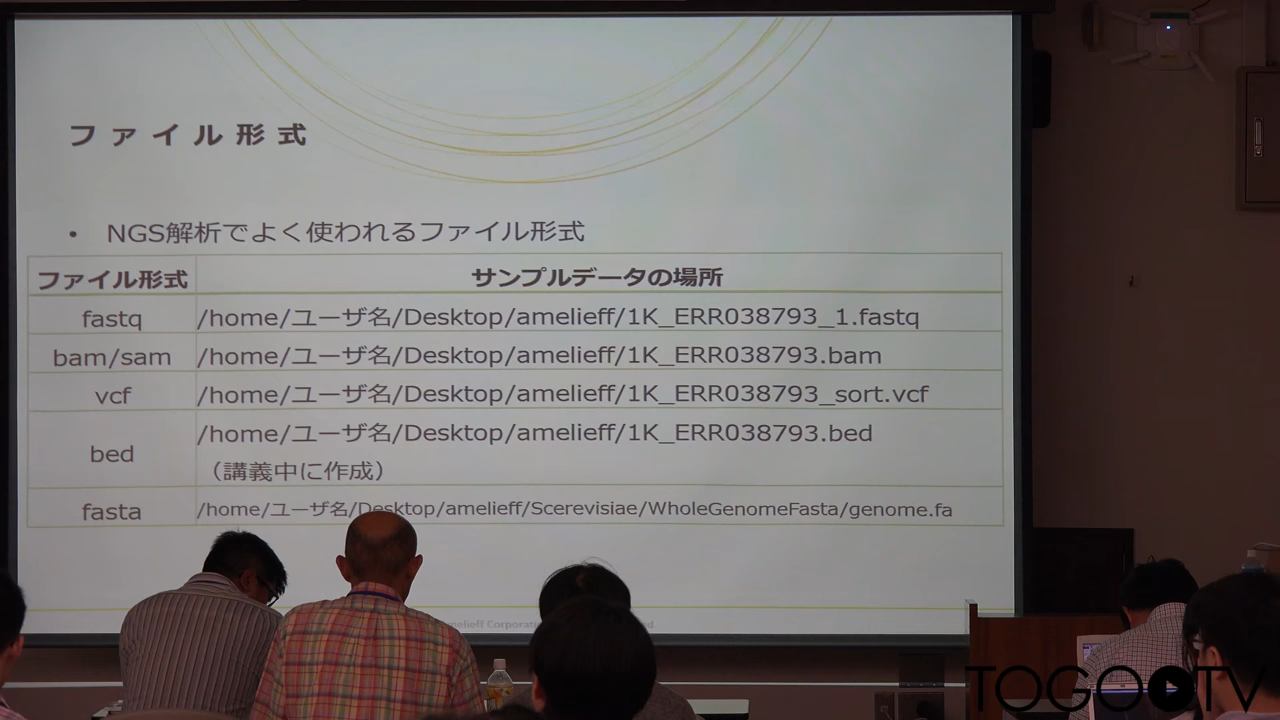 ファイル形式
• NGS解析でよく使われるファイル形式
ファイル形式 サンプルデータの場所
fastq /home/ユーザ名/Desktop/amelieff/1K_ERR038793_1.fastq
bam/sam /home/ユーザ名/Desktop/amelieff/1K_ERR038793.bam
vcf /home/ユーザ名/Desktop/amelieff/1K_ERR038793_sort.vcf
bed /home/ユーザ名/Desktop/amelieff/1K_ERR038793.bed
（講義中に作成）
fasta /home/ユーザ名/Desktop/amelieff/Scerevisiae/WholeGenomeFasta/genome.fa
TOGOTV